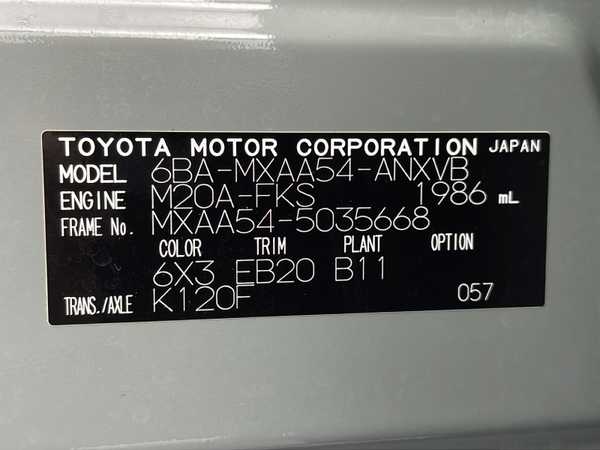 TOYOTA MOTOR CORPORATION JAPAN
MODEL 6BA-MXAA54-ANXVB
ENGINE M20A-FKS 1986 mL
FRAME No. MXAA54-5035668
COLOR TRIM PLANT OPTION
6X3 EB20 B11
TRANS./AXLE K120F 057